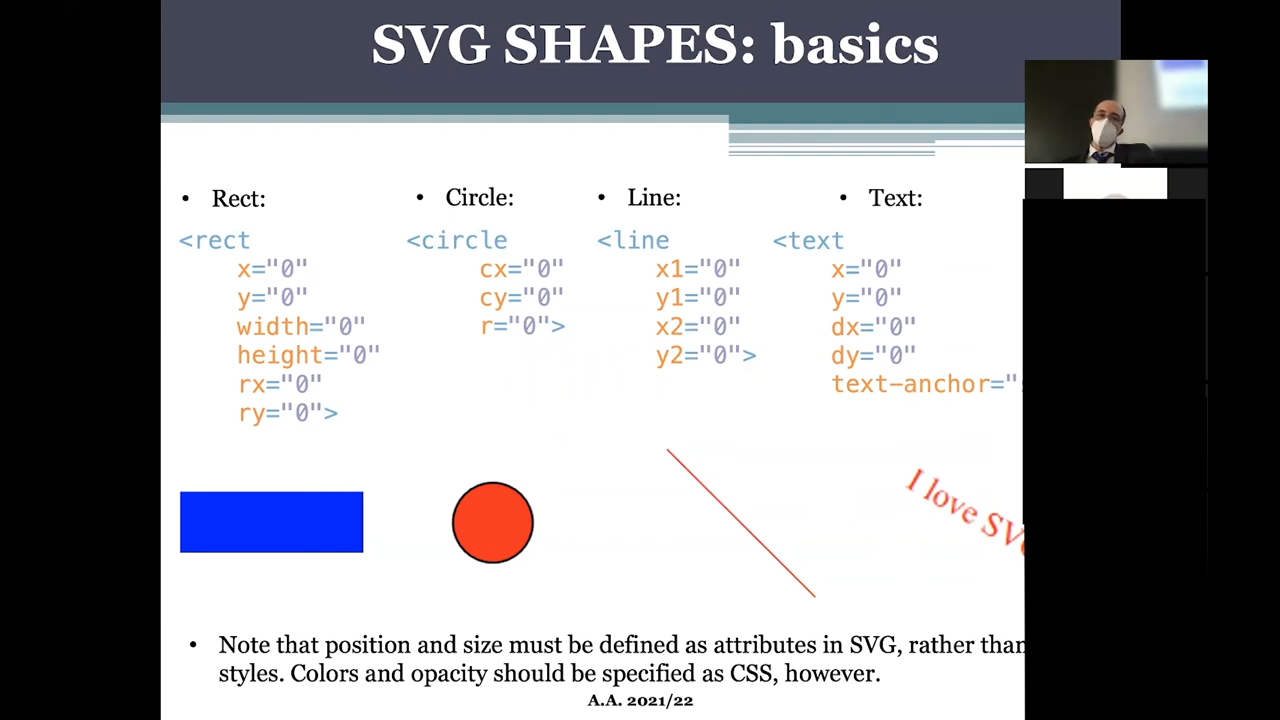 SVG SHAPES: basics
• Rect:
<rect
x="0"
y="0"
width="0"
height="0"
rx="0"
ry="0">
• Circle:
<circle
cx="0"
cy="0"
r="0">
• Line:
<line
x1="0"
y1="0"
x2="0"
y2="0">
• Text:
<text
x="0"
y="0"
dx="0"
dy="0"
text-anchor="
I love
• Note that position and size must be defined as attributes in SVG, rather than
styles. Colors and opacity should be specified as CSS, however.
A.A. 2021/22